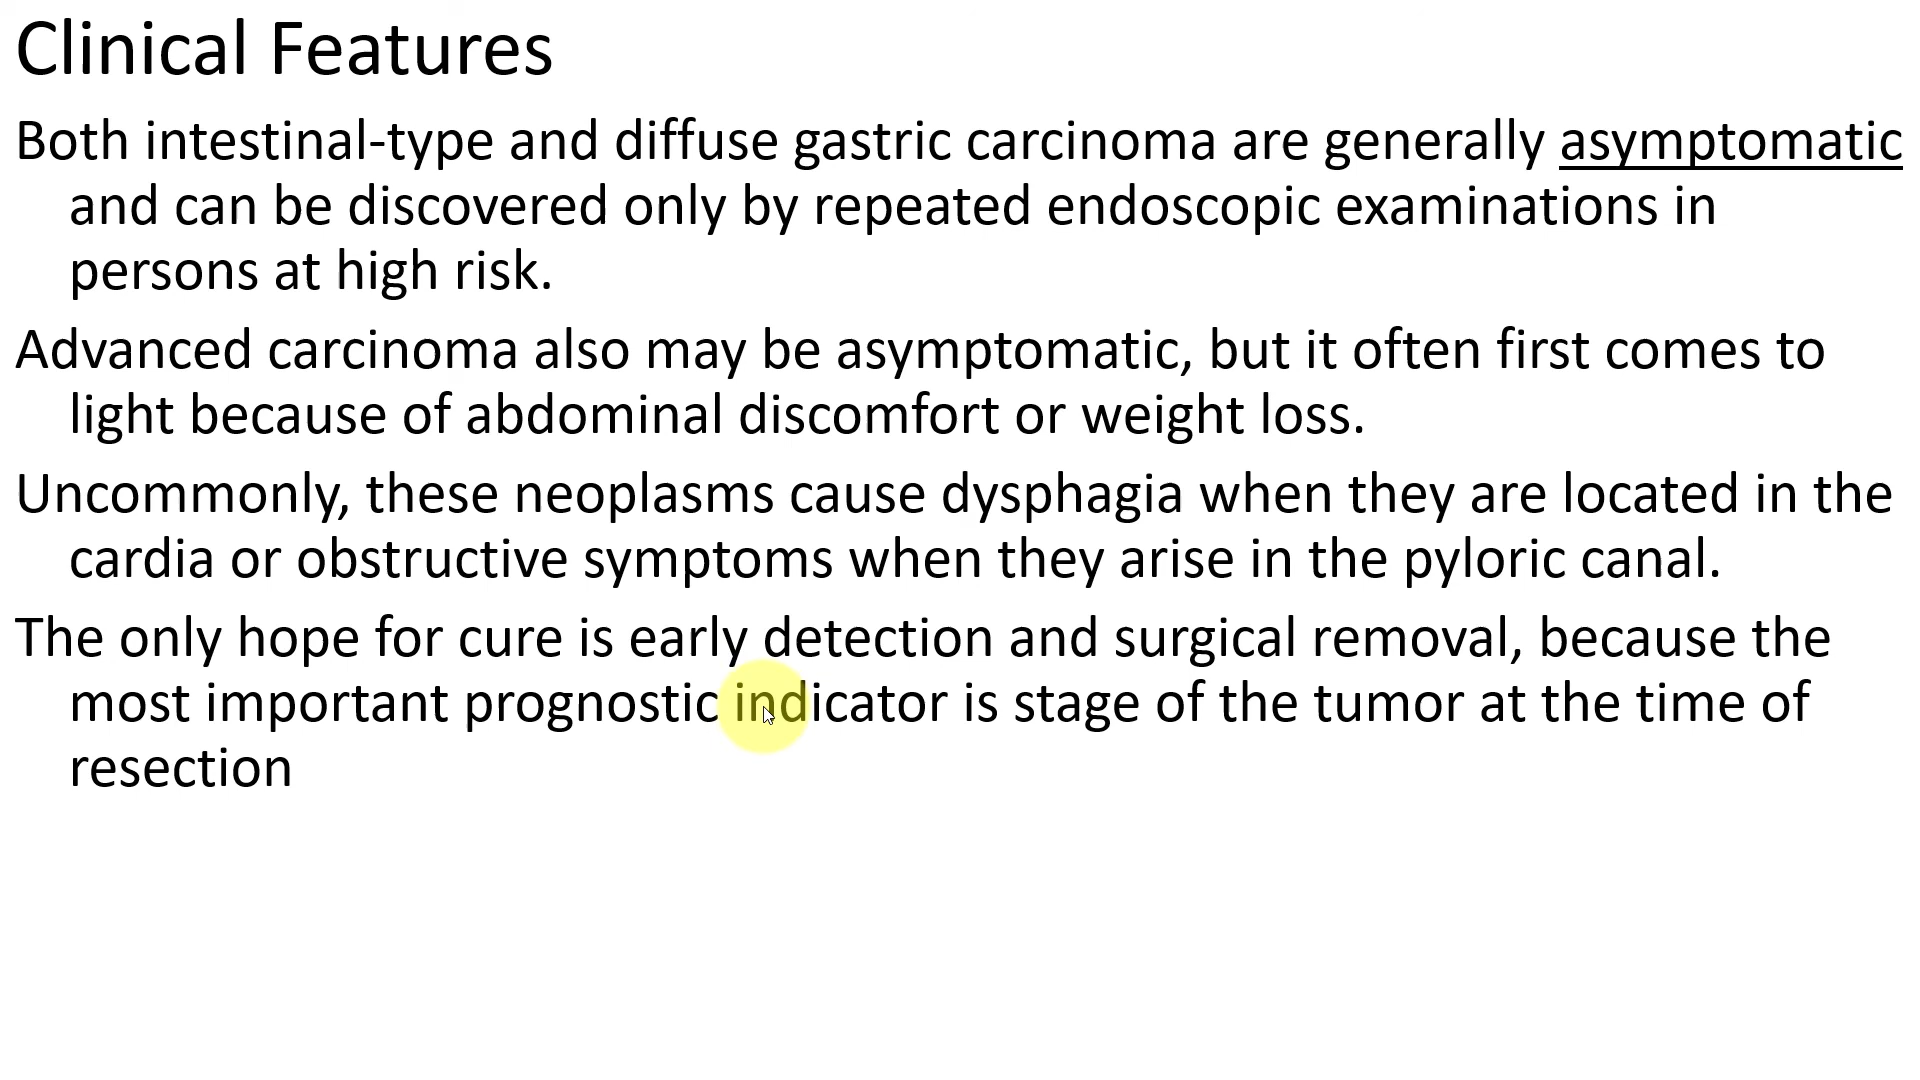 Clinical Features
Both intestinal-type and diffuse gastric carcinoma are generally asymptomatic
and can be discovered only by repeated endoscopic examinations in
persons at high risk.
Advanced carcinoma also may be asymptomatic, but it often first comes to
light because of abdominal discomfort or weight loss.
Uncommonly, these neoplasms cause dysphagia when they are located in the
cardia or obstructive symptoms when they arise in the pyloric canal.
The only hope for cure is early detection and surgical removal, because the
most important prognostic indicator is stage of the tumor at the time of
resection